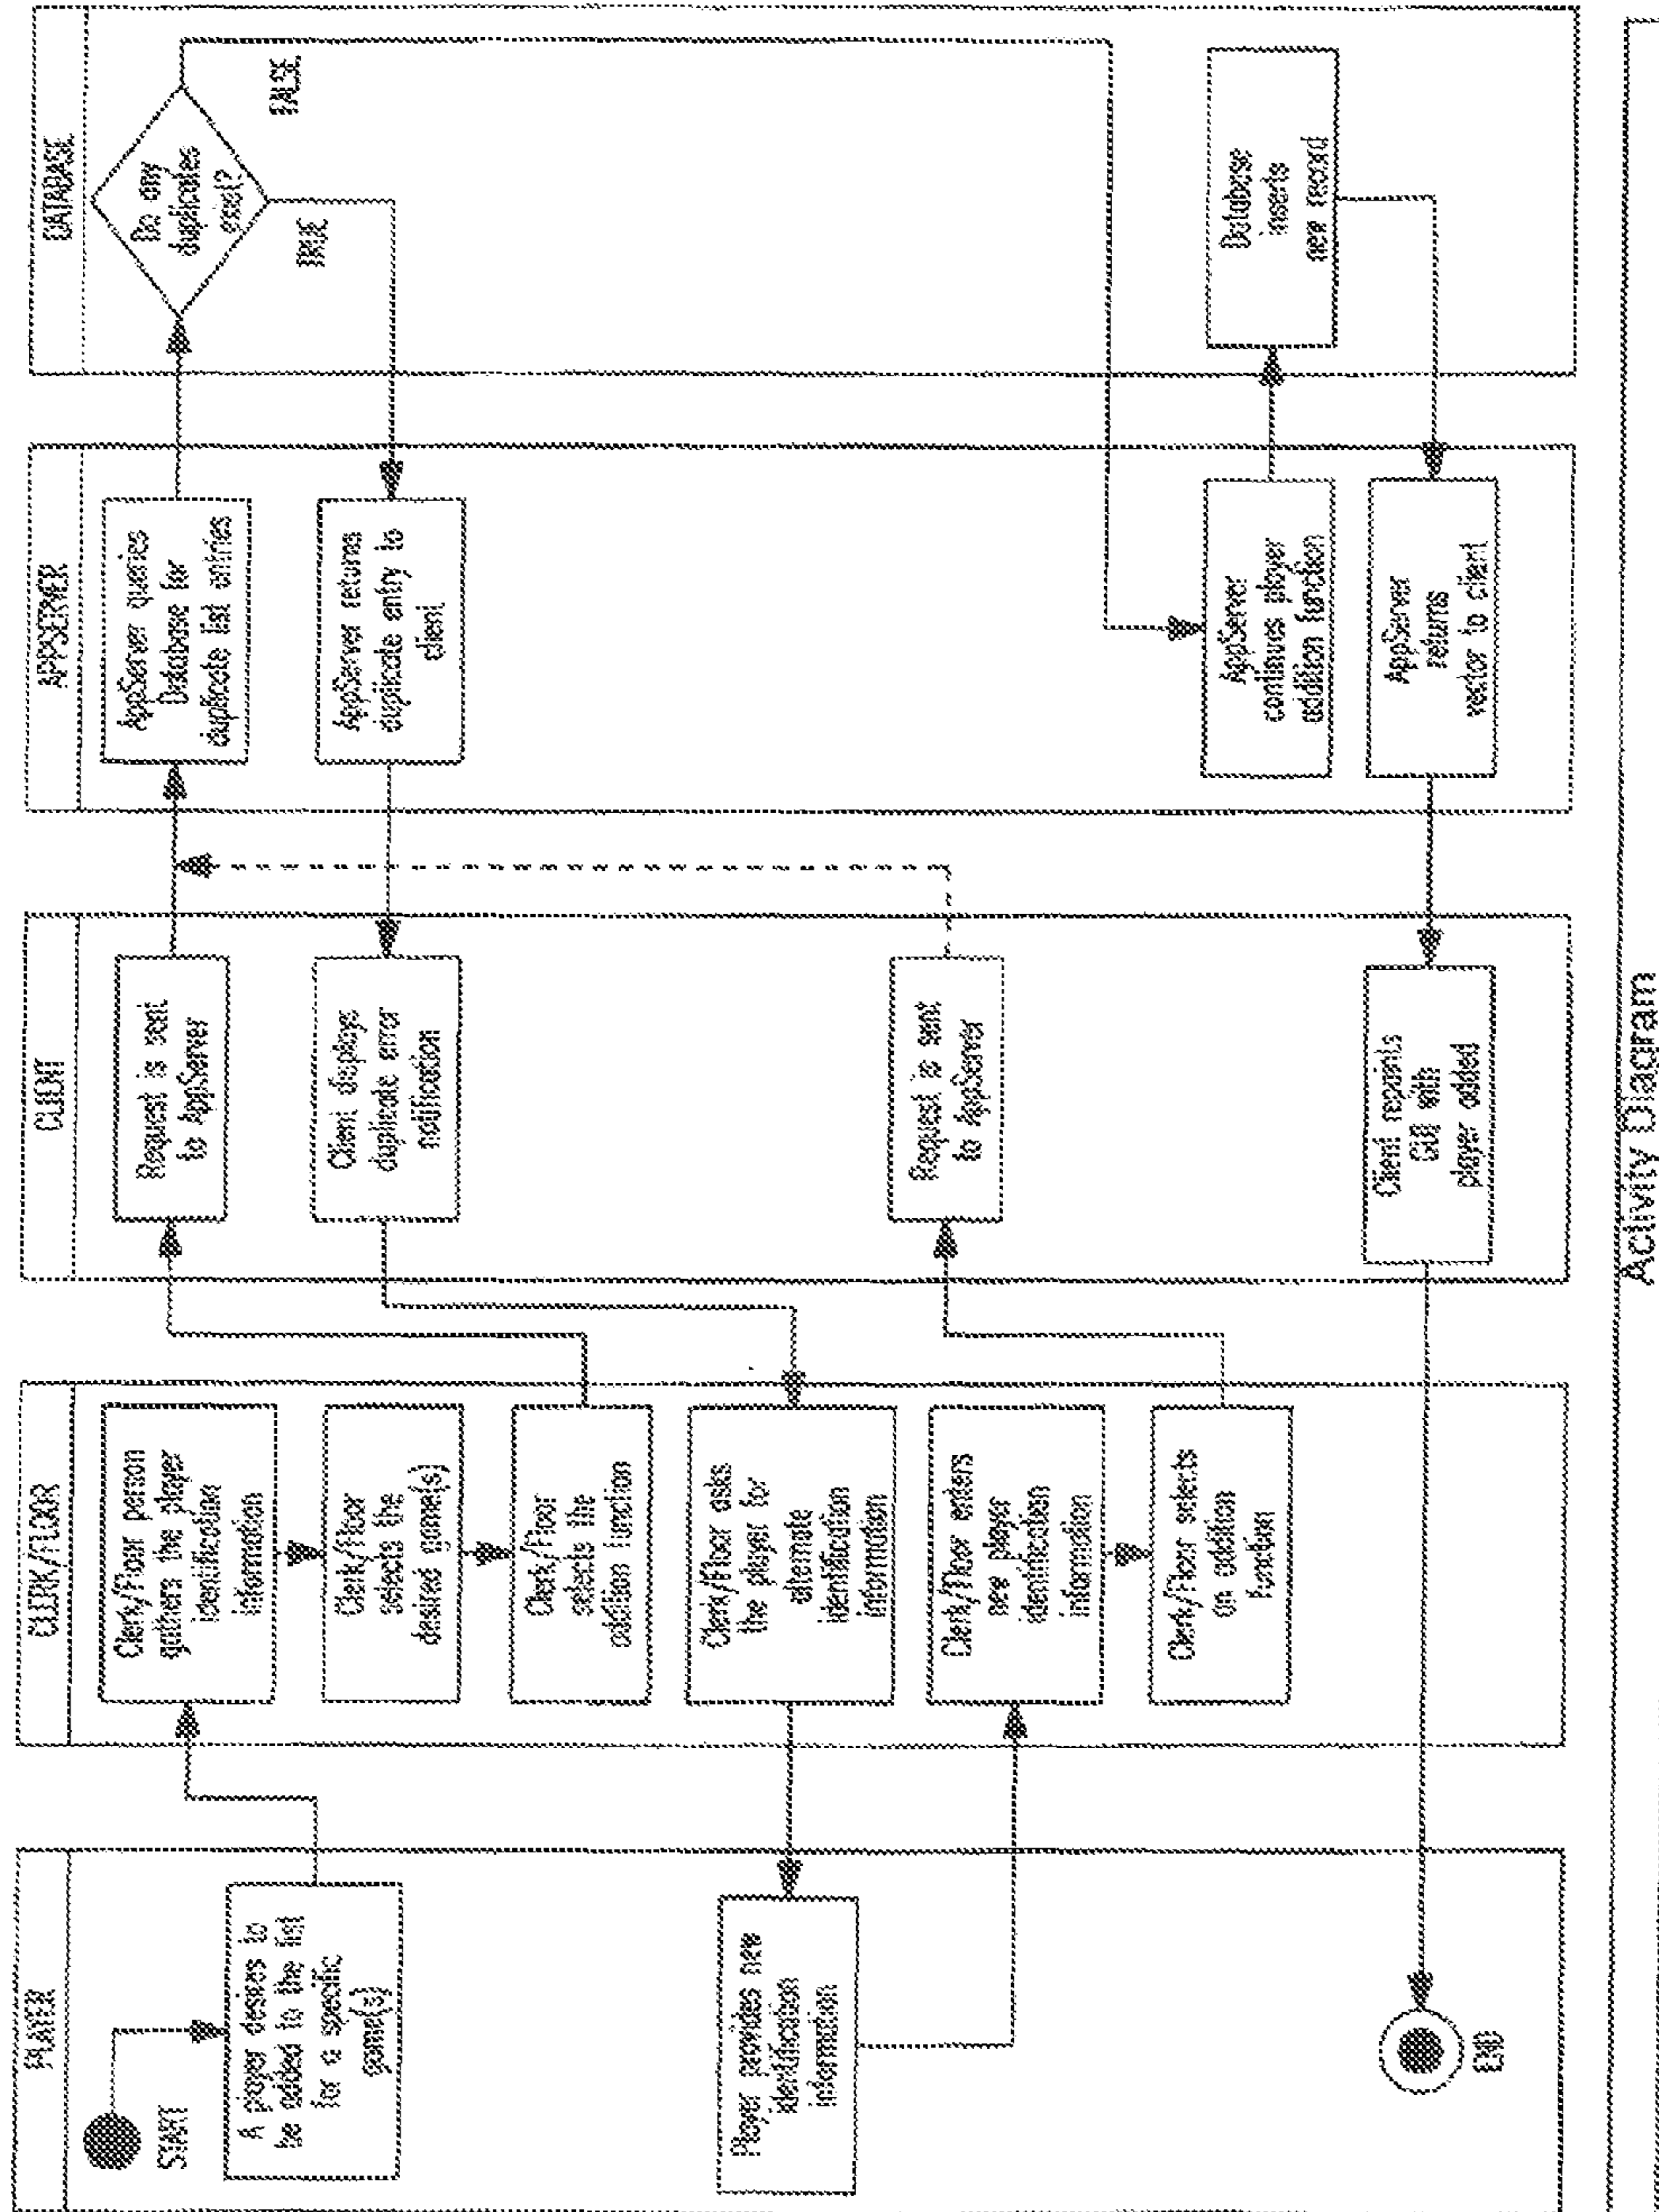 PLAYER
START
A player desires to
be added to the list
for a specific
game(s)
Player provides new
identification
information
END
CLERK/FLOOR
Clerk/Floor person
gathers the player
identification
information
Clerk/Floor
selects the
desired game(s)
Clerk/Floor
selects the
addition function
Clerk/Floor asks
the player for
alternate
identification
information
Clerk/Floor enters
new player
identification
information
Clerk/Floor selects
an addition
function
CLIENT
Request is sent
to AppServer
Client displays
duplicate error
notification
Request is sent
to AppServer
Client repaints
GUI with
player added
APPSERVER
AppServer queries
Database for
duplicate list entries
AppServer returns
duplicate entry to
client
AppServer
continues player
addition function
AppServer
returns
vector to client
DATABASE
Do any
duplicates
exist?
TRUE
FALSE
Database
inserts
new record
Activity Diagram